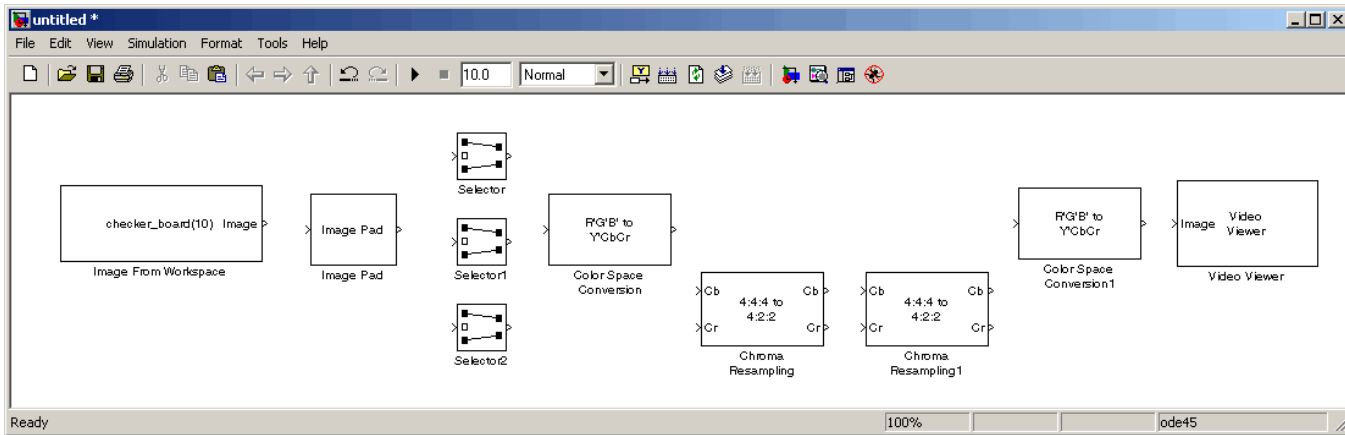 untitled *
File Edit View Simulation Format Tools Help
10.0 Normal
checker_board(10) Image
Image From Workspace
Image Pad
Image Pad
Selector
Selector1
Selector2
R'G'B' to
Y'CbCr
Color Space
Conversion
Cb Cb
4:4:4 to
4:2:2
Cr Cr
Chroma
Resampling
Cb Cb
4:4:4 to
4:2:2
Cr Cr
Chroma
Resampling1
R'G'B' to
Y'CbCr
Color Space
Conversion1
Image Video
Viewer
Video Viewer
Ready 100% ode45